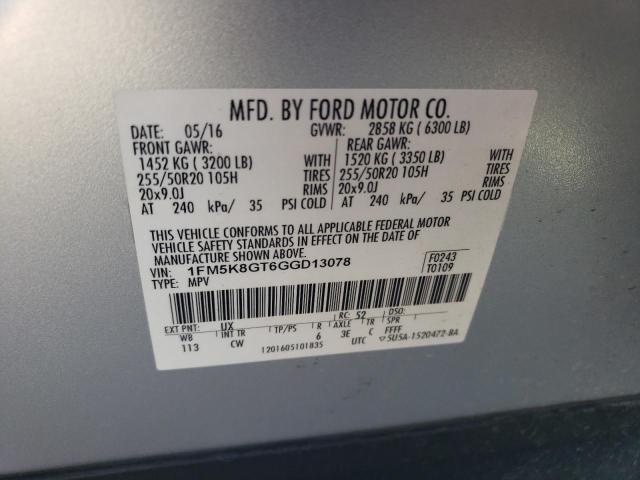 MFD. BY FORD MOTOR CO.
DATE: 05/16 GVWR: 2858 KG ( 6300 LB)
FRONT GAWR: REAR GAWR:
1452 KG ( 3200 LB) WITH 1520 KG ( 3350 LB) WITH
255/50R20 105H TIRES 255/50R20 105H TIRES
20x9.0J RIMS 20x9.0J RIMS
AT 240 kPa/ 35 PSI COLD AT 240 kPa/ 35 PSI COLD
THIS VEHICLE CONFORMS TO ALL APPLICABLE FEDERAL MOTOR
VEHICLE SAFETY STANDARDS IN EFFECT ON THE DATE OF
MANUFACTURE SHOWN ABOVE.
VIN: 1FM5K8GT6GGD13078 F0243
TYPE: MPV T0109
EXT PNT: UX RC: 52 DSO:
WB INT TR TP/PS R AXLE TR SPR
113 CW 6 3E C FFFF
1201605101835 UTC ▽5U5A-1520472-BA